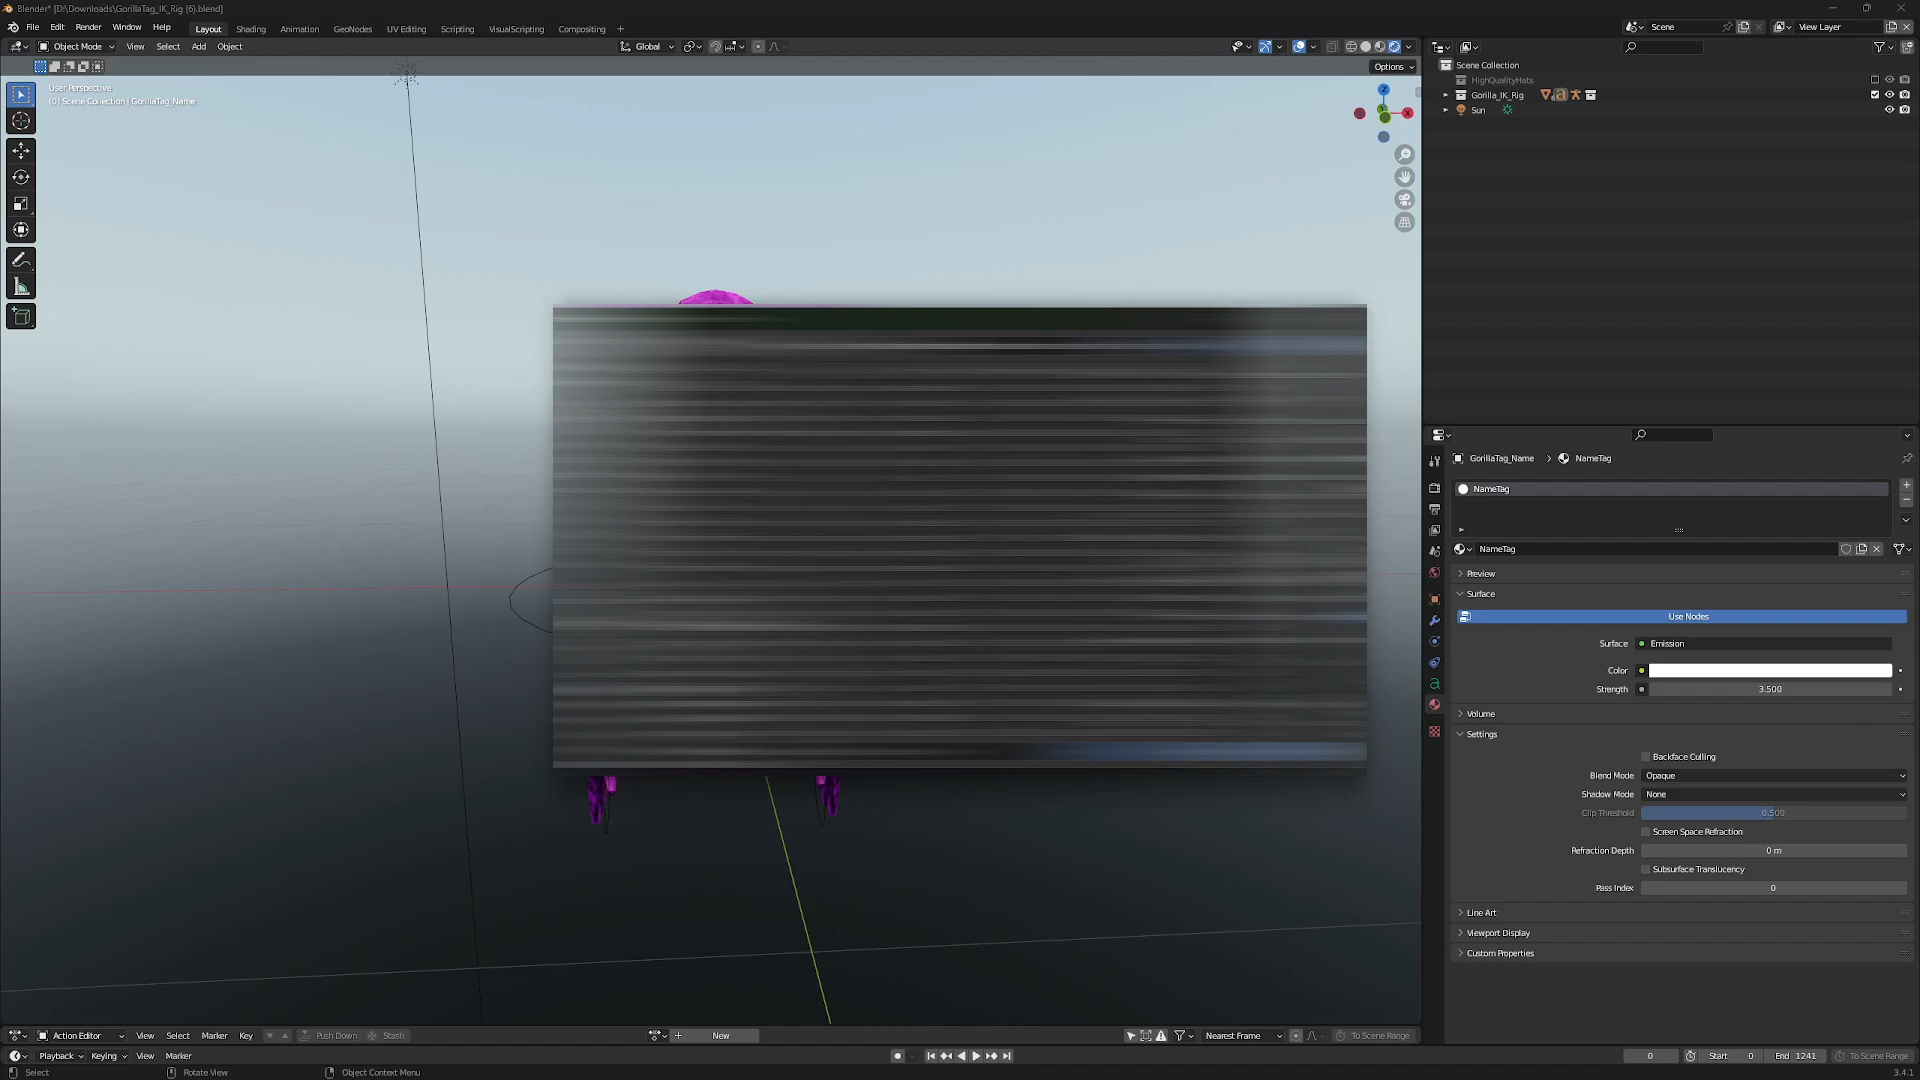 Blender* [D:\Downloads\GorillaTag_IK_Rig (6).blend]
File Edit Render Window Help Layout Shading Animation GeoNodes UV Editing Scripting VisualScripting Compositing + Scene View Layer
Object Mode View Select Add Object Global
Options
User Perspective
(0) Scene Collection | GorillaTag_Name
Z
X
Scene Collection
HighQualityHats
Gorilla_IK_Rig
Sun
GorillaTag_Name > NameTag
NameTag
NameTag
Preview
Surface
Use Nodes
Surface Emission
Color
Strength 3.500
Volume
Settings
Backface Culling
Blend Mode Opaque
Shadow Mode None
Clip Threshold 0.500
Screen Space Refraction
Refraction Depth 0 m
Subsurface Translucency
Pass Index 0
Line Art
Viewport Display
Custom Properties
Action Editor View Select Marker Key Push Down Stash + New Nearest Frame To Scene Range
Playback Keying View Marker 0 Start 0 End 1241 To Scene Range
Select Rotate View Object Context Menu 3.4.1